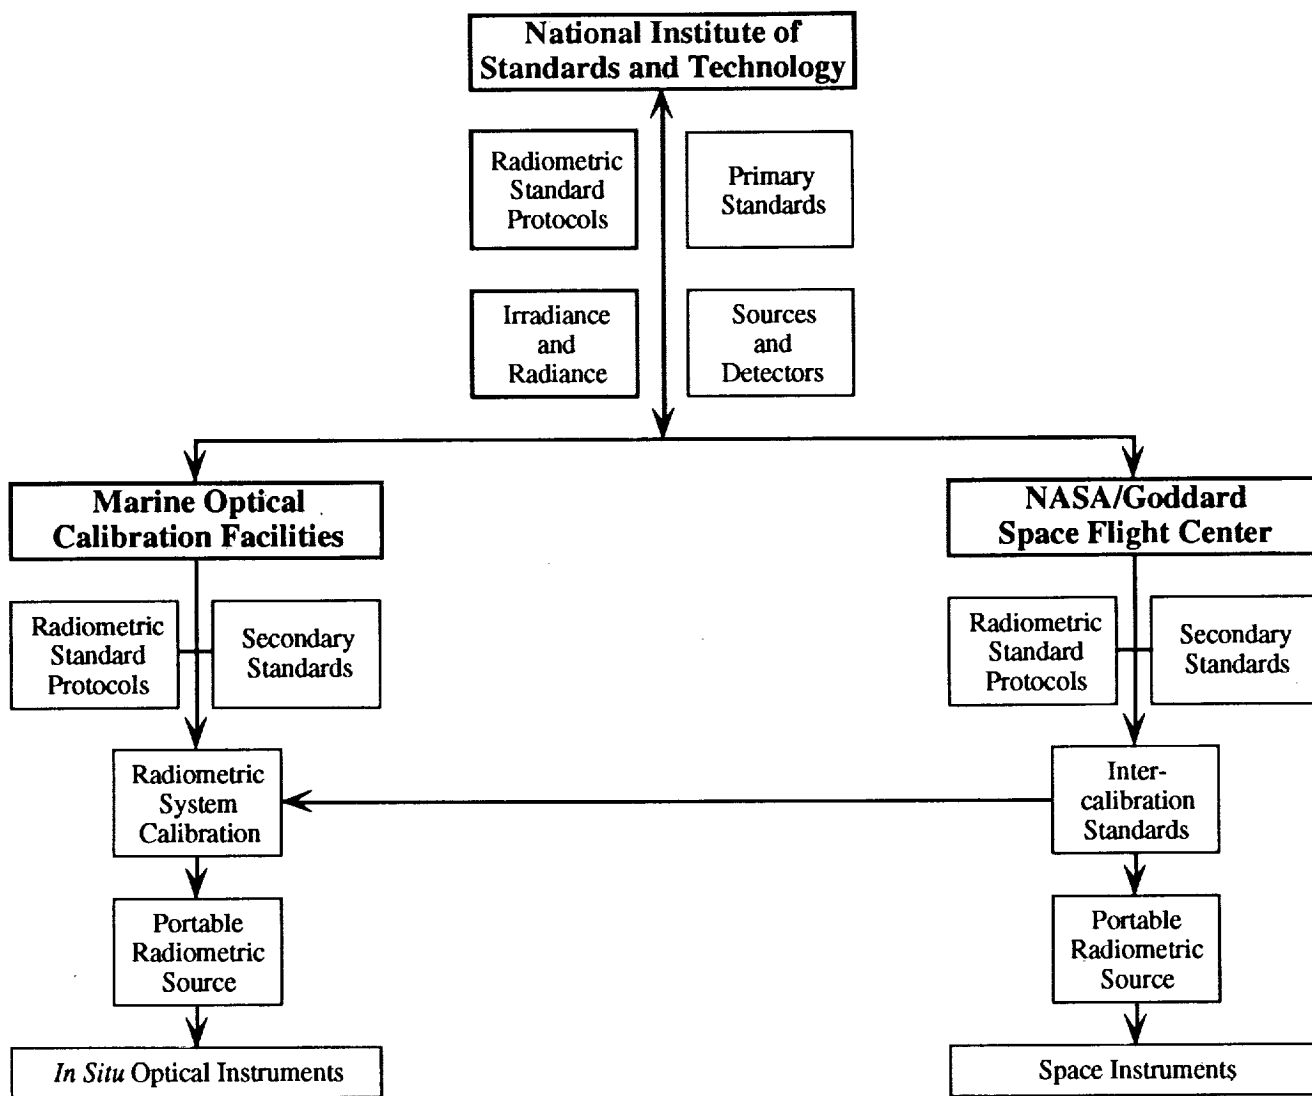 National Institute of
Standards and Technology
Radiometric
Standard
Protocols
Primary
Standards
Irradiance
and
Radiance
Sources
and
Detectors
Marine Optical
Calibration Facilities
NASA/Goddard
Space Flight Center
Radiometric
Standard
Protocols
Secondary
Standards
Radiometric
Standard
Protocols
Secondary
Standards
Radiometric
System
Calibration
Inter-
calibration
Standards
Portable
Radiometric
Source
Portable
Radiometric
Source
In Situ Optical Instruments
Space Instruments